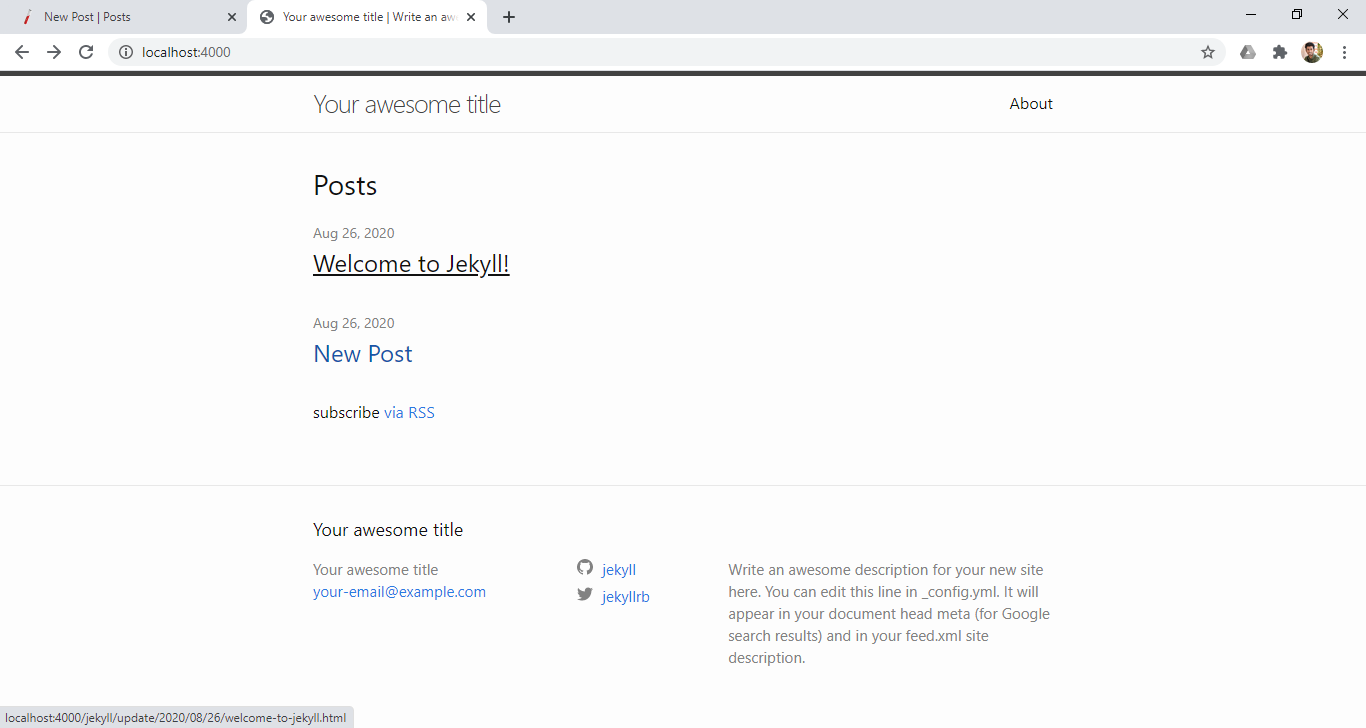 New Post | Posts
Your awesome title | Write an aw
localhost:4000
Your awesome title
About
Posts
Aug 26, 2020
Welcome to Jekyll!
Aug 26, 2020
New Post
subscribe via RSS
Your awesome title
Your awesome title
your-email@example.com
jekyll
jekyllrb
Write an awesome description for your new site
here. You can edit this line in _config.yml. It will
appear in your document head meta (for Google
search results) and in your feed.xml site
description.
localhost:4000/jekyll/update/2020/08/26/welcome-to-jekyll.html